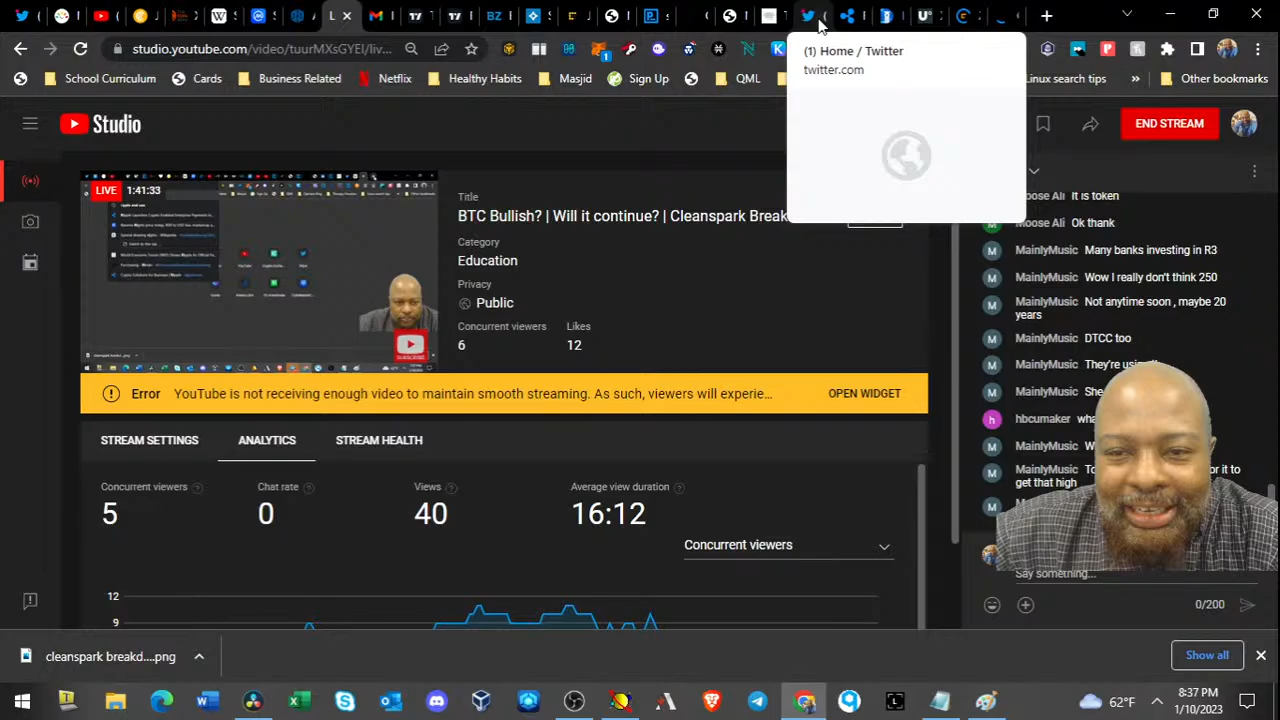 studio.youtube.com/video/tuurMXsGYEI/liv...
School Curriculum
Cards
Business Related
Netflix
Healthy Habits
Masjid
Sign Up
QML
Linux search tips
»
Other bookmarks
(1) Home / Twitter
twitter.com
Studio
END STREAM
LIVE 1:41:33
Title
BTC Bullish? | Will it continue? | Cleanspark Break
Category
Education
Privacy
Public
Concurrent viewers
6
Likes
12
Moose Ali It is token
Moose Ali Ok thank
MainlyMusic Many banks investing in R3
MainlyMusic Wow I really don't think 250
MainlyMusic Not anytime soon , maybe 20
years
MainlyMusic DTCC too
MainlyMusic They're
MainlyMusic She
hbcumaker
MainlyMusic
MainlyMusic
or it to
get that high
Error YouTube is not receiving enough video to maintain smooth streaming. As such, viewers will experie...
OPEN WIDGET
STREAM SETTINGS
ANALYTICS
STREAM HEALTH
Concurrent viewers
5
Chat rate
0
Views
40
Average view duration
16:12
Concurrent viewers
12
9
Say something...
0/200
cleanspark breakd....png
Show all
62°F
8:37 PM
1/10/2023